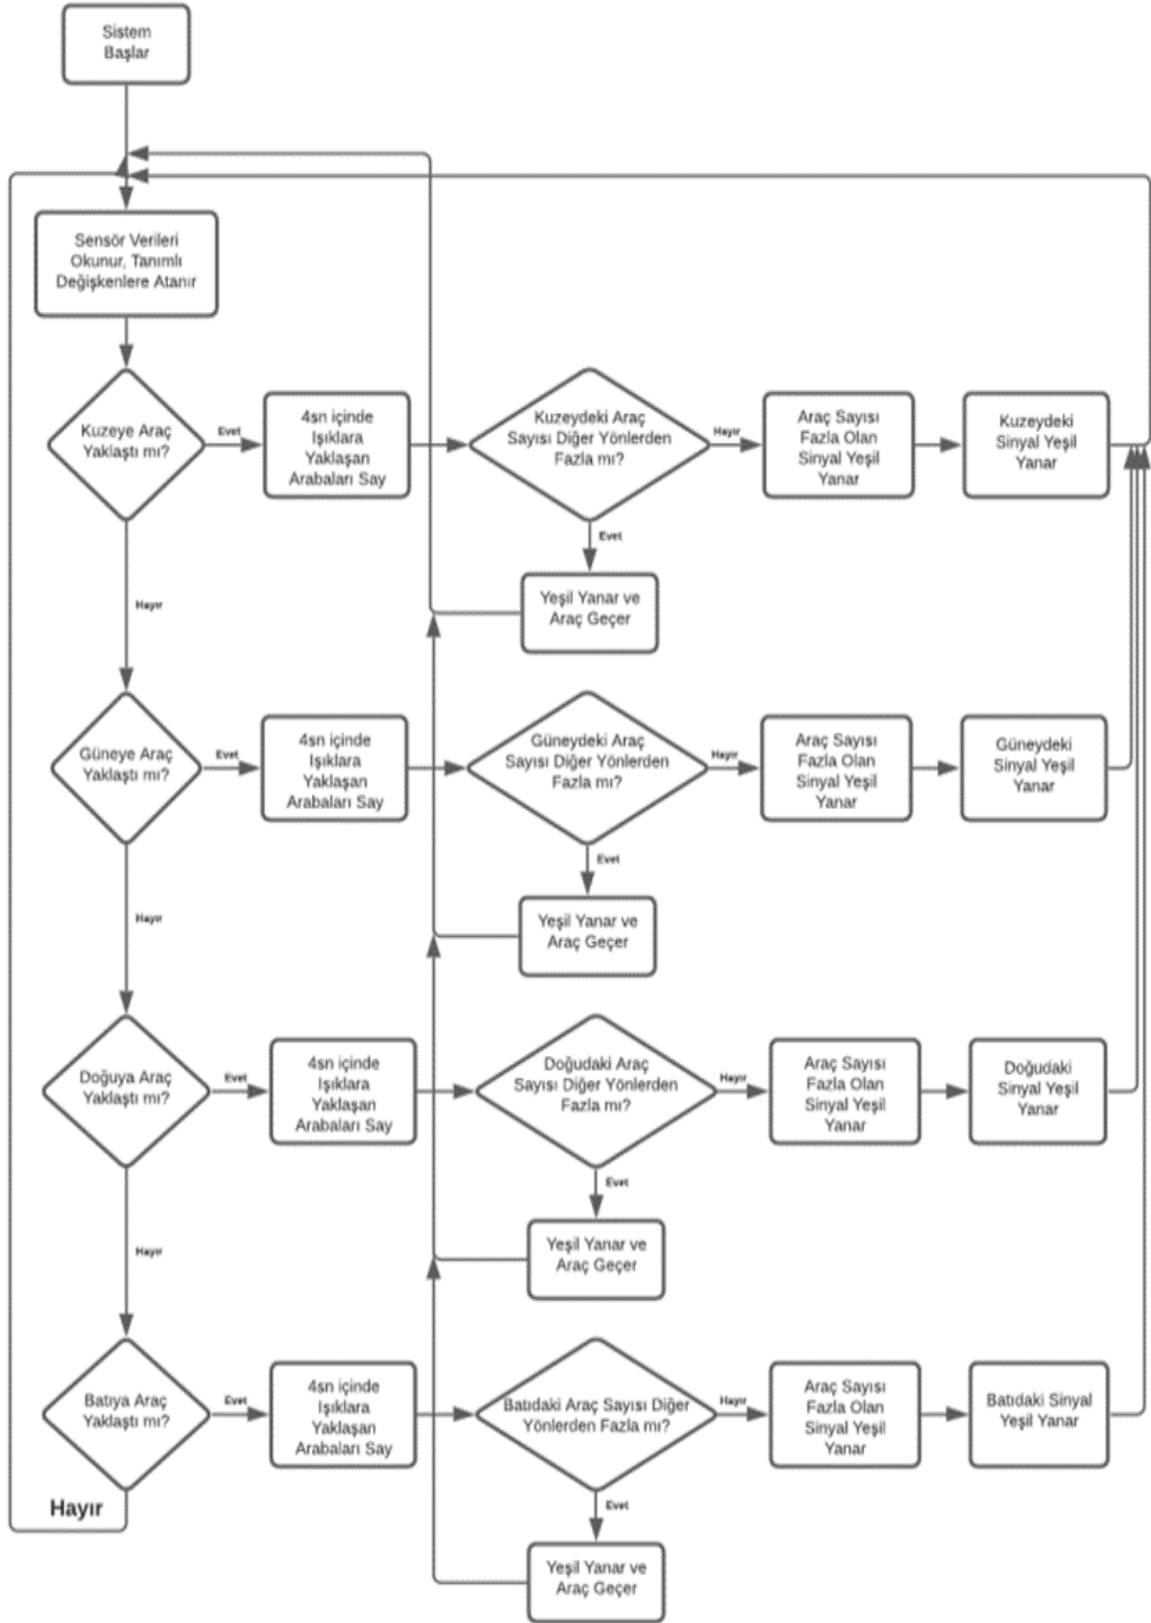 Sistem
Başlar
Sensör Verileri
Okunur, Tanımlı
Değişkenlere Atanır
Kuzeye Araç
Yaklaştı mı?
Evet
4sn içinde
Işıklara
Yaklaşan
Arabaları Say
Kuzeydeki Araç
Sayısı Diğer Yönlerden
Fazla mı?
Hayır
Araç Sayısı
Fazla Olan
Sinyal Yeşil
Yanar
Kuzeydeki
Sinyal Yeşil
Yanar
Evet
Yeşil Yanar ve
Araç Geçer
Hayır
Güneye Araç
Yaklaştı mı?
Evet
4sn içinde
Işıklara
Yaklaşan
Arabaları Say
Güneydeki Araç
Sayısı Diğer Yönlerden
Fazla mı?
Hayır
Araç Sayısı
Fazla Olan
Sinyal Yeşil
Yanar
Güneydeki
Sinyal Yeşil
Yanar
Evet
Yeşil Yanar ve
Araç Geçer
Hayır
Doğuya Araç
Yaklaştı mı?
Evet
4sn içinde
Işıklara
Yaklaşan
Arabaları Say
Doğudaki Araç
Sayısı Diğer Yönlerden
Fazla mı?
Hayır
Araç Sayısı
Fazla Olan
Sinyal Yeşil
Yanar
Doğudaki
Sinyal Yeşil
Yanar
Evet
Yeşil Yanar ve
Araç Geçer
Hayır
Batıya Araç
Yaklaştı mı?
Evet
4sn içinde
Işıklara
Yaklaşan
Arabaları Say
Batıdaki Araç Sayısı Diğer
Yönlerden Fazla mı?
Hayır
Araç Sayısı
Fazla Olan
Sinyal Yeşil
Yanar
Batıdaki Sinyal
Yeşil Yanar
Evet
Yeşil Yanar ve
Araç Geçer
Hayır